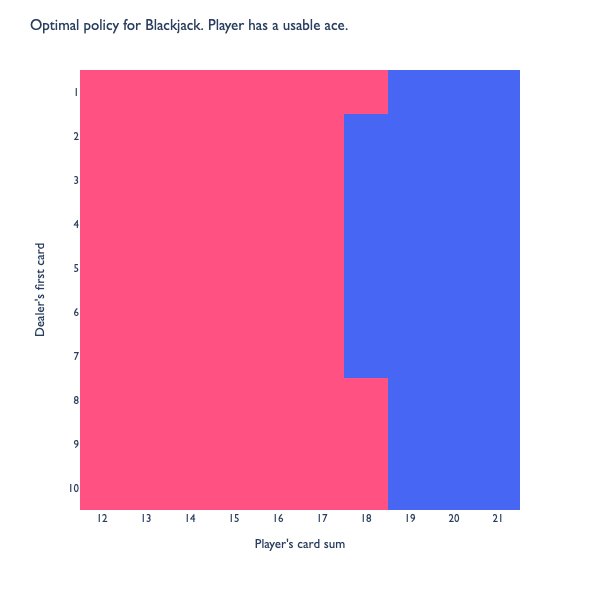 Optimal policy for Blackjack. Player has a usable ace.
1
2
3
4
5
6
7
8
9
10
Dealer's first card
12 13 14 15 16 17 18 19 20 21
Player's card sum